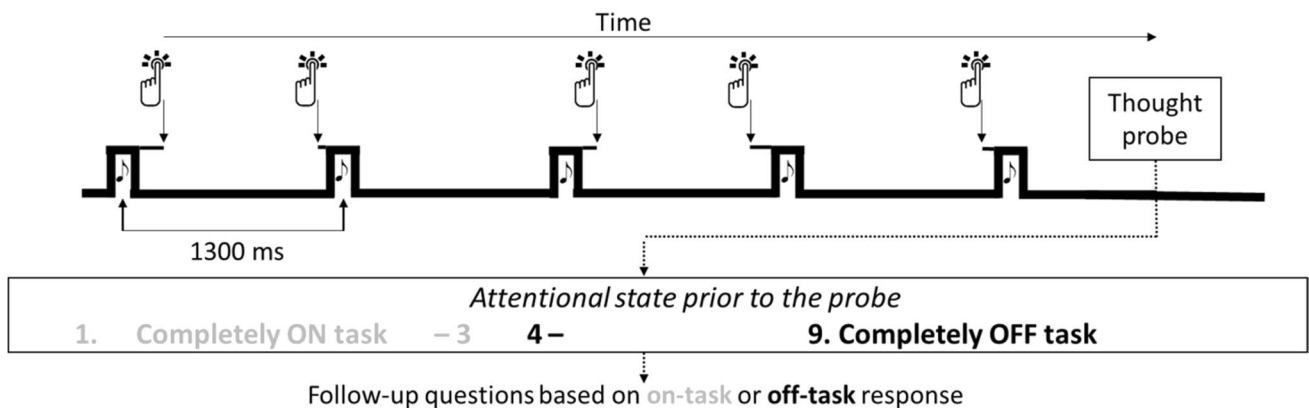 Time
Thought
probe
1300 ms
Attentional state prior to the probe
1. Completely ON task – 3 4 – 9. Completely OFF task
Follow-up questions based on on-task or off-task response